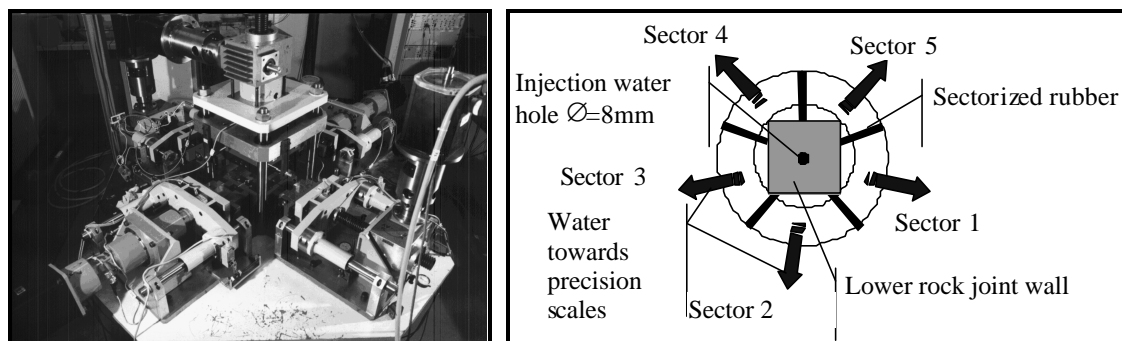 Sector 4
Sector 5
Injection water
hole ∅=8mm
Sectorized rubber
Sector 3
Sector 1
Water
towards
precision
scales
Sector 2
Lower rock joint wall